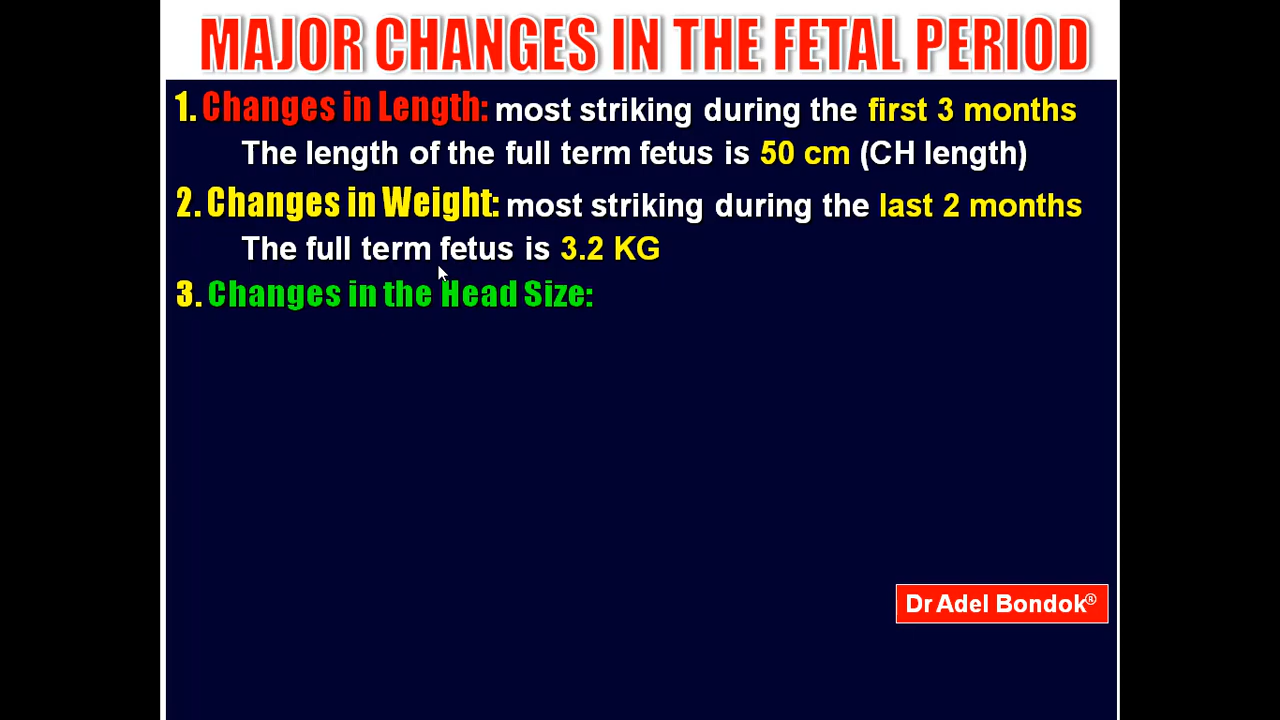 MAJOR CHANGES IN THE FETAL PERIOD
1. Changes in Length: most striking during the first 3 months
The length of the full term fetus is 50 cm (CH length)
2. Changes in Weight: most striking during the last 2 months
The full term fetus is 3.2 KG
3. Changes in the Head Size:
Dr Adel Bondok®